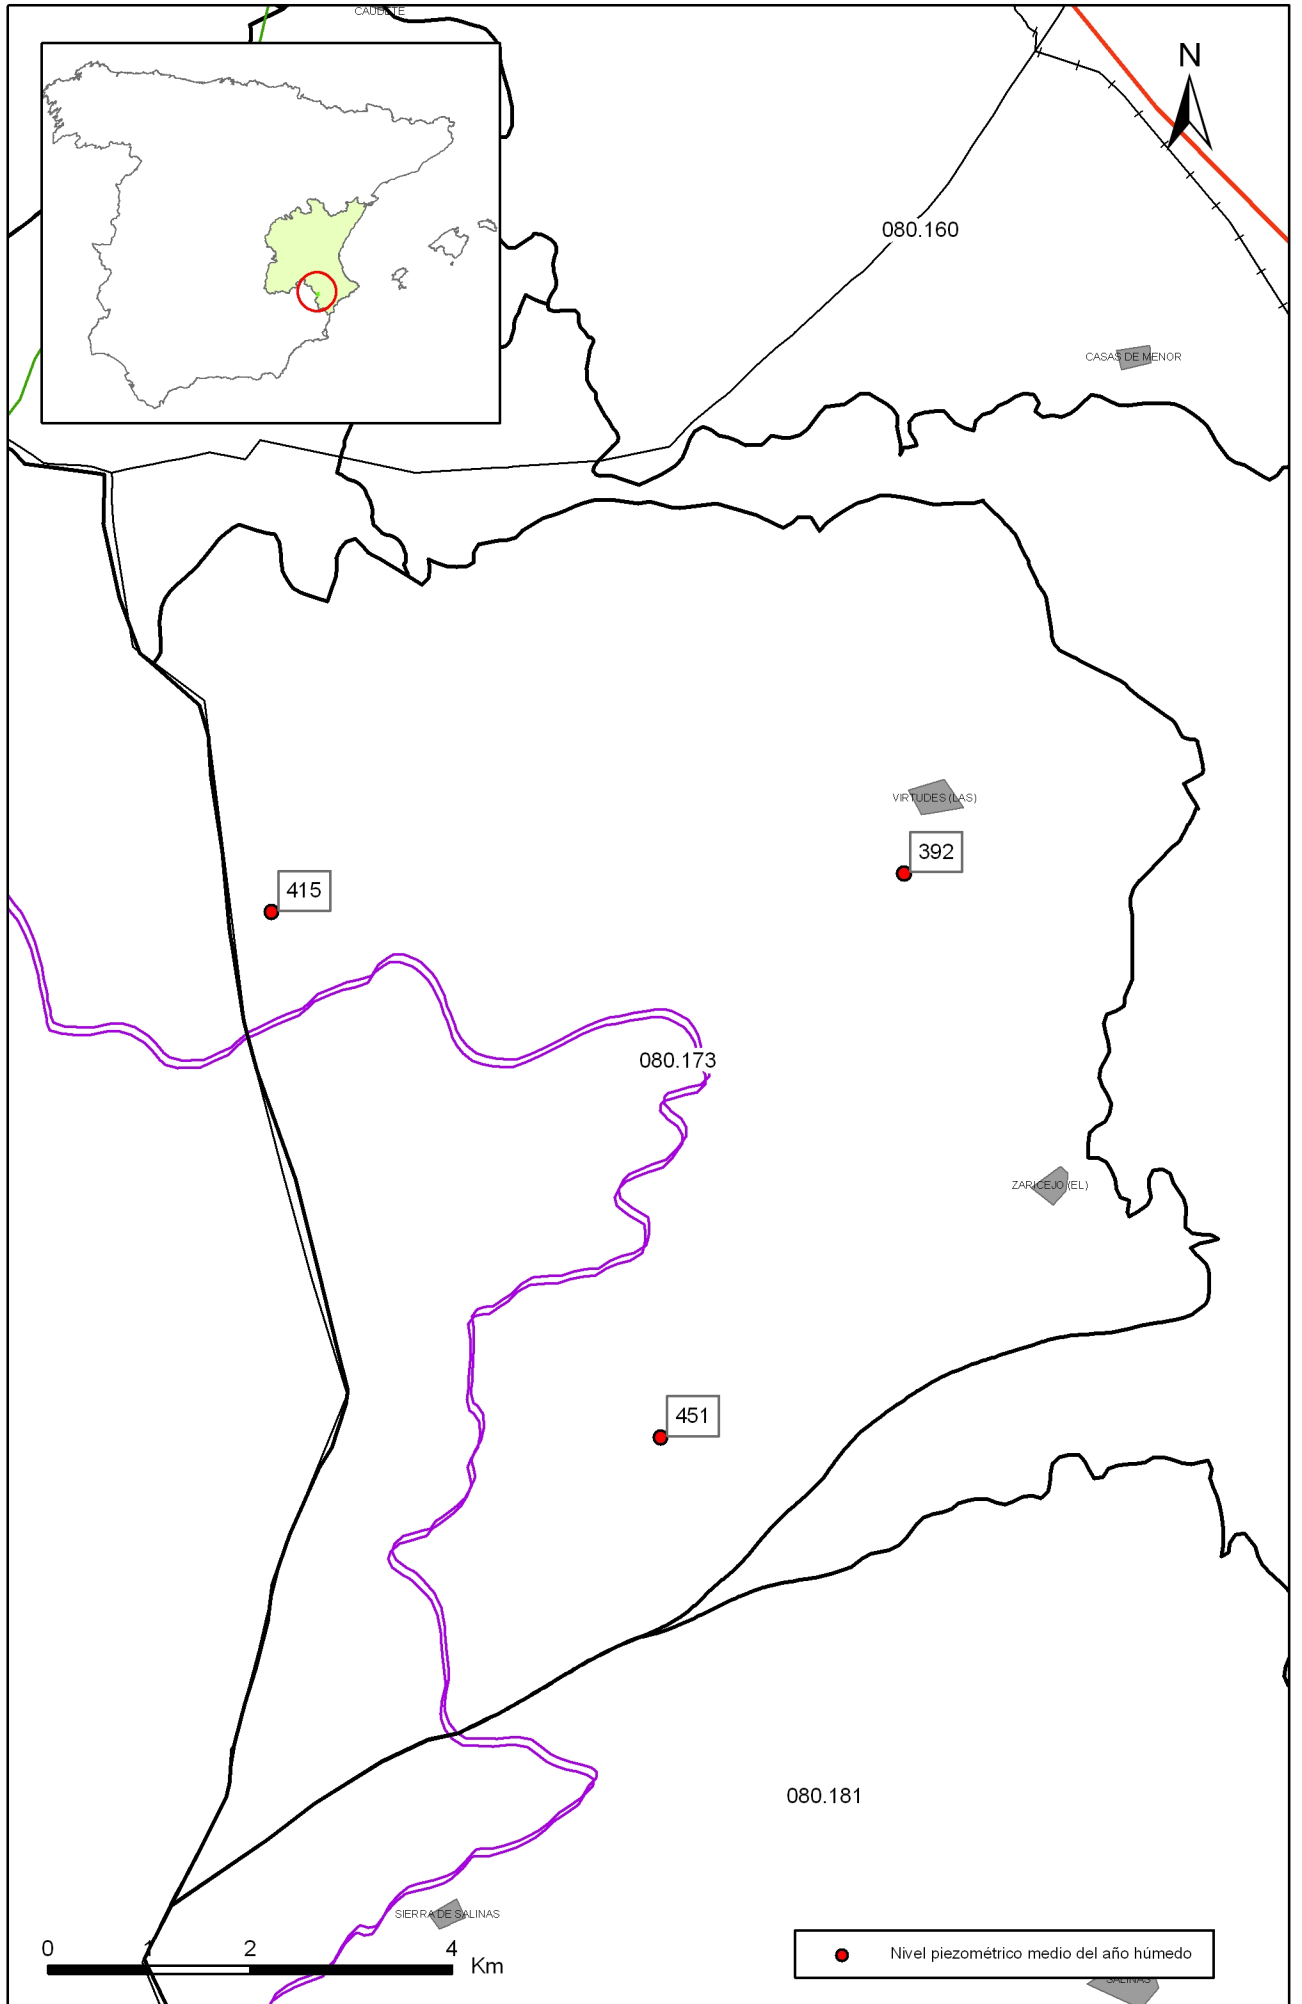 CAUDETE
N
080.160
CASAS DE MENOR
VIRTUDES (LAS)
392
415
080.173
ZARICEJO (EL)
451
080.181
SIERRA DE SALINAS
0 1 2 4
Km
Nivel piezométrico medio del año húmedo
SALINAS